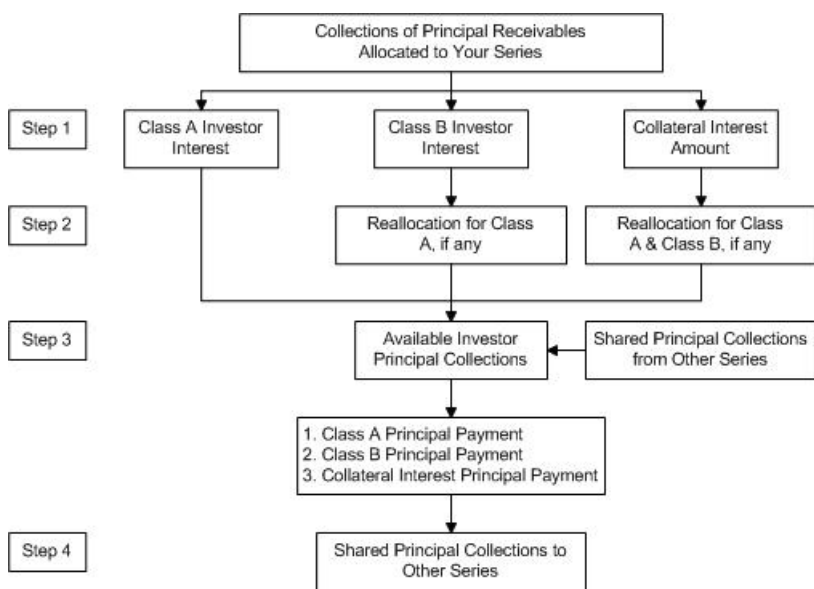 Collections of Principal Receivables
Allocated to Your Series
Step 1
Class A Investor
Interest
Class B Investor
Interest
Collateral Interest
Amount
Step 2
Reallocation for Class
A, if any
Reallocation for Class
A & Class B, if any
Step 3
Available Investor
Principal Collections
Shared Principal Collections
from Other Series
1. Class A Principal Payment
2. Class B Principal Payment
3. Collateral Interest Principal Payment
Step 4
Shared Principal Collections to
Other Series